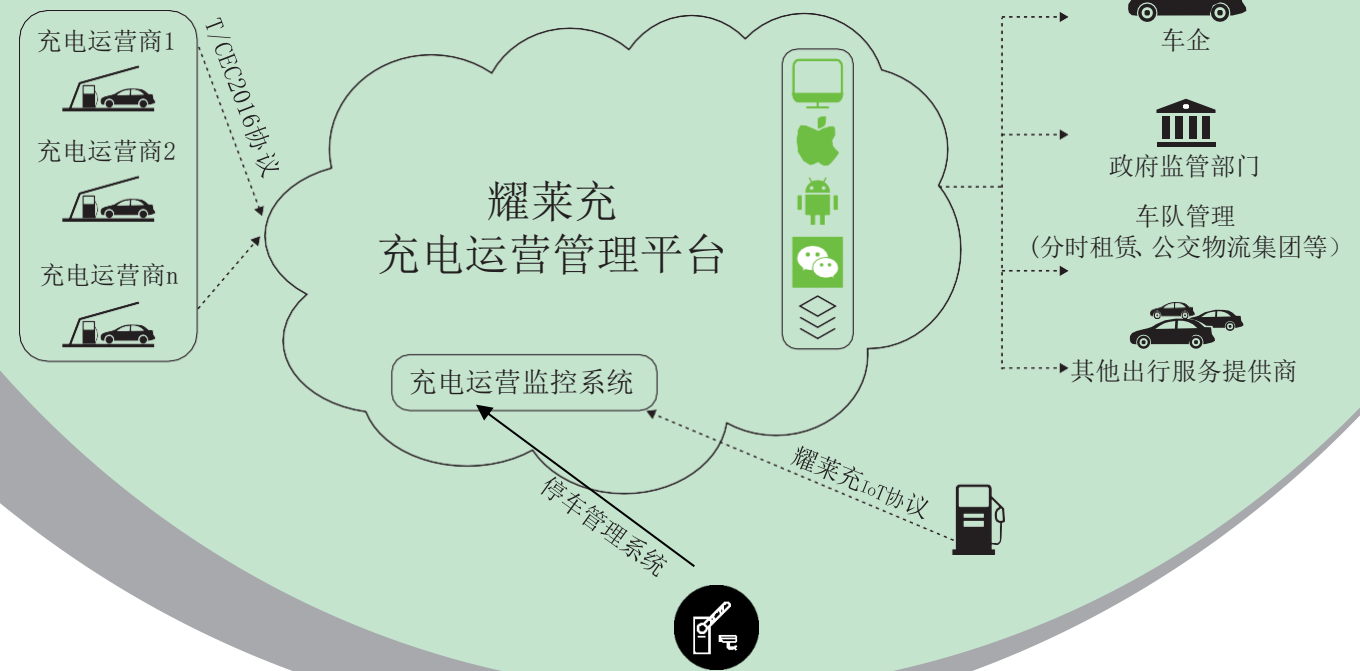 充电运营商1
充电运营商2
充电运营商n
T/CEC2016协议
耀莱充
充电运营管理平台
充电运营监控系统
停车管理系统
耀莱充IoT协议
车企
政府监管部门
车队管理
(分时租赁、公交物流集团等)
其他出行服务提供商